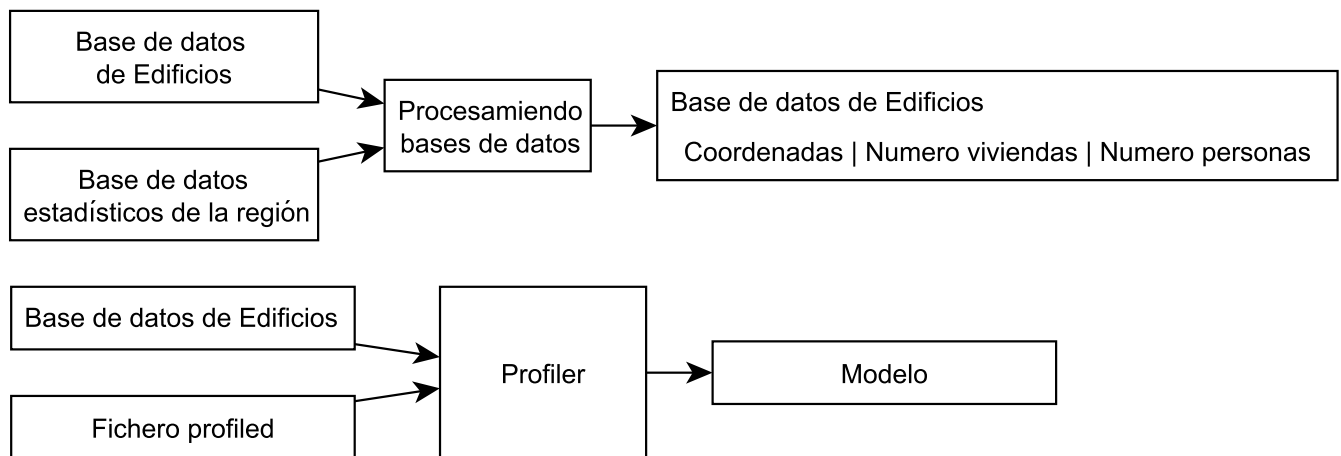 Base de datos
de Edificios
Base de datos
estadísticos de la región
Procesamiendo
bases de datos
Base de datos de Edificios
Coordenadas | Numero viviendas | Numero personas
Base de datos de Edificios
Fichero profiled
Profiler
Modelo